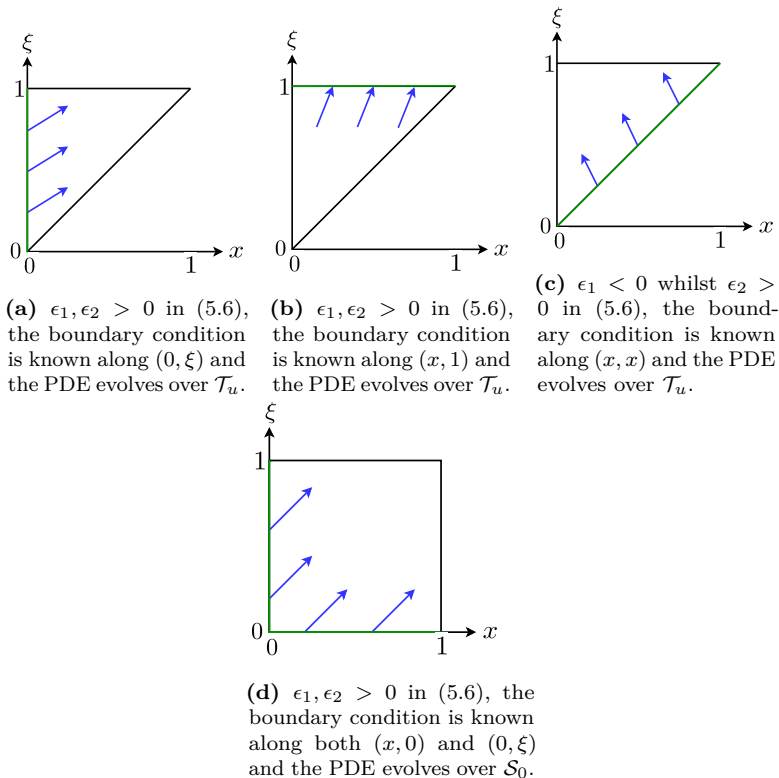 ξ
1
0
0
1
x
(a) ϵ₁, ϵ₂ > 0 in (5.6),
the boundary condition
is known along (0, ξ) and
the PDE evolves over 𝒯ᵤ.
ξ
1
0
0
1
x
(b) ϵ₁, ϵ₂ > 0 in (5.6),
the boundary condition
is known along (x, 1) and
the PDE evolves over 𝒯ᵤ.
ξ
1
0
0
1
x
(c) ϵ₁ < 0 whilst ϵ₂ >
0 in (5.6), the bound-
ary condition is known
along (x, x) and the PDE
evolves over 𝒯ᵤ.
ξ
1
0
0
1
x
(d) ϵ₁, ϵ₂ > 0 in (5.6), the
boundary condition is known
along both (x, 0) and (0, ξ)
and the PDE evolves over 𝒮₀.